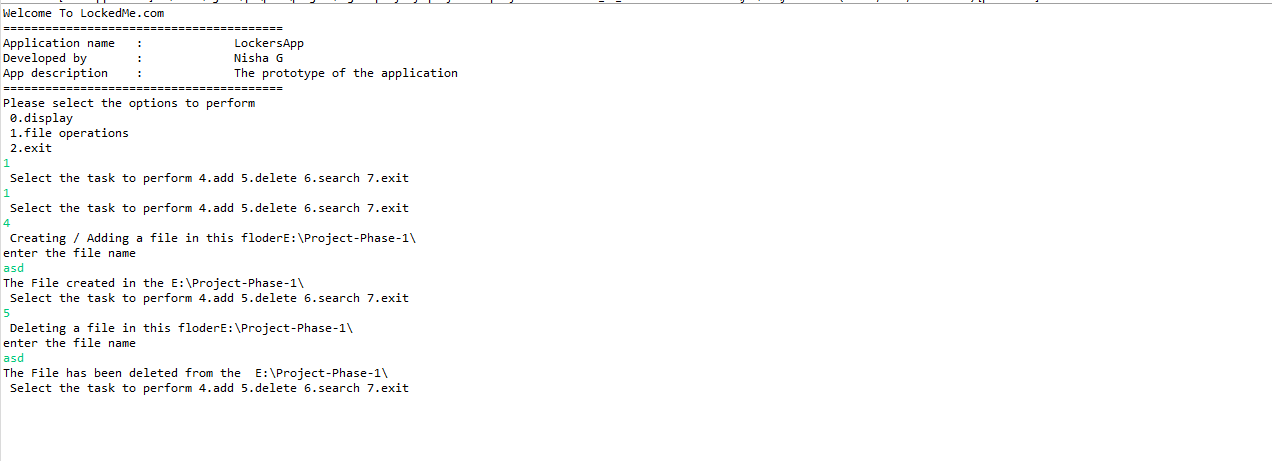 Welcome To LockedMe.com
========================================
Application name   :             LockersApp
Developed by       :             Nisha G
App description    :             The prototype of the application
========================================
Please select the options to perform
 0.display
 1.file operations
 2.exit
1
 Select the task to perform 4.add 5.delete 6.search 7.exit
1
 Select the task to perform 4.add 5.delete 6.search 7.exit
4
 Creating / Adding a file in this floderE:\Project-Phase-1\
enter the file name
asd
The File created in the E:\Project-Phase-1\
 Select the task to perform 4.add 5.delete 6.search 7.exit
5
 Deleting a file in this floderE:\Project-Phase-1\
enter the file name
asd
The File has been deleted from the  E:\Project-Phase-1\
 Select the task to perform 4.add 5.delete 6.search 7.exit